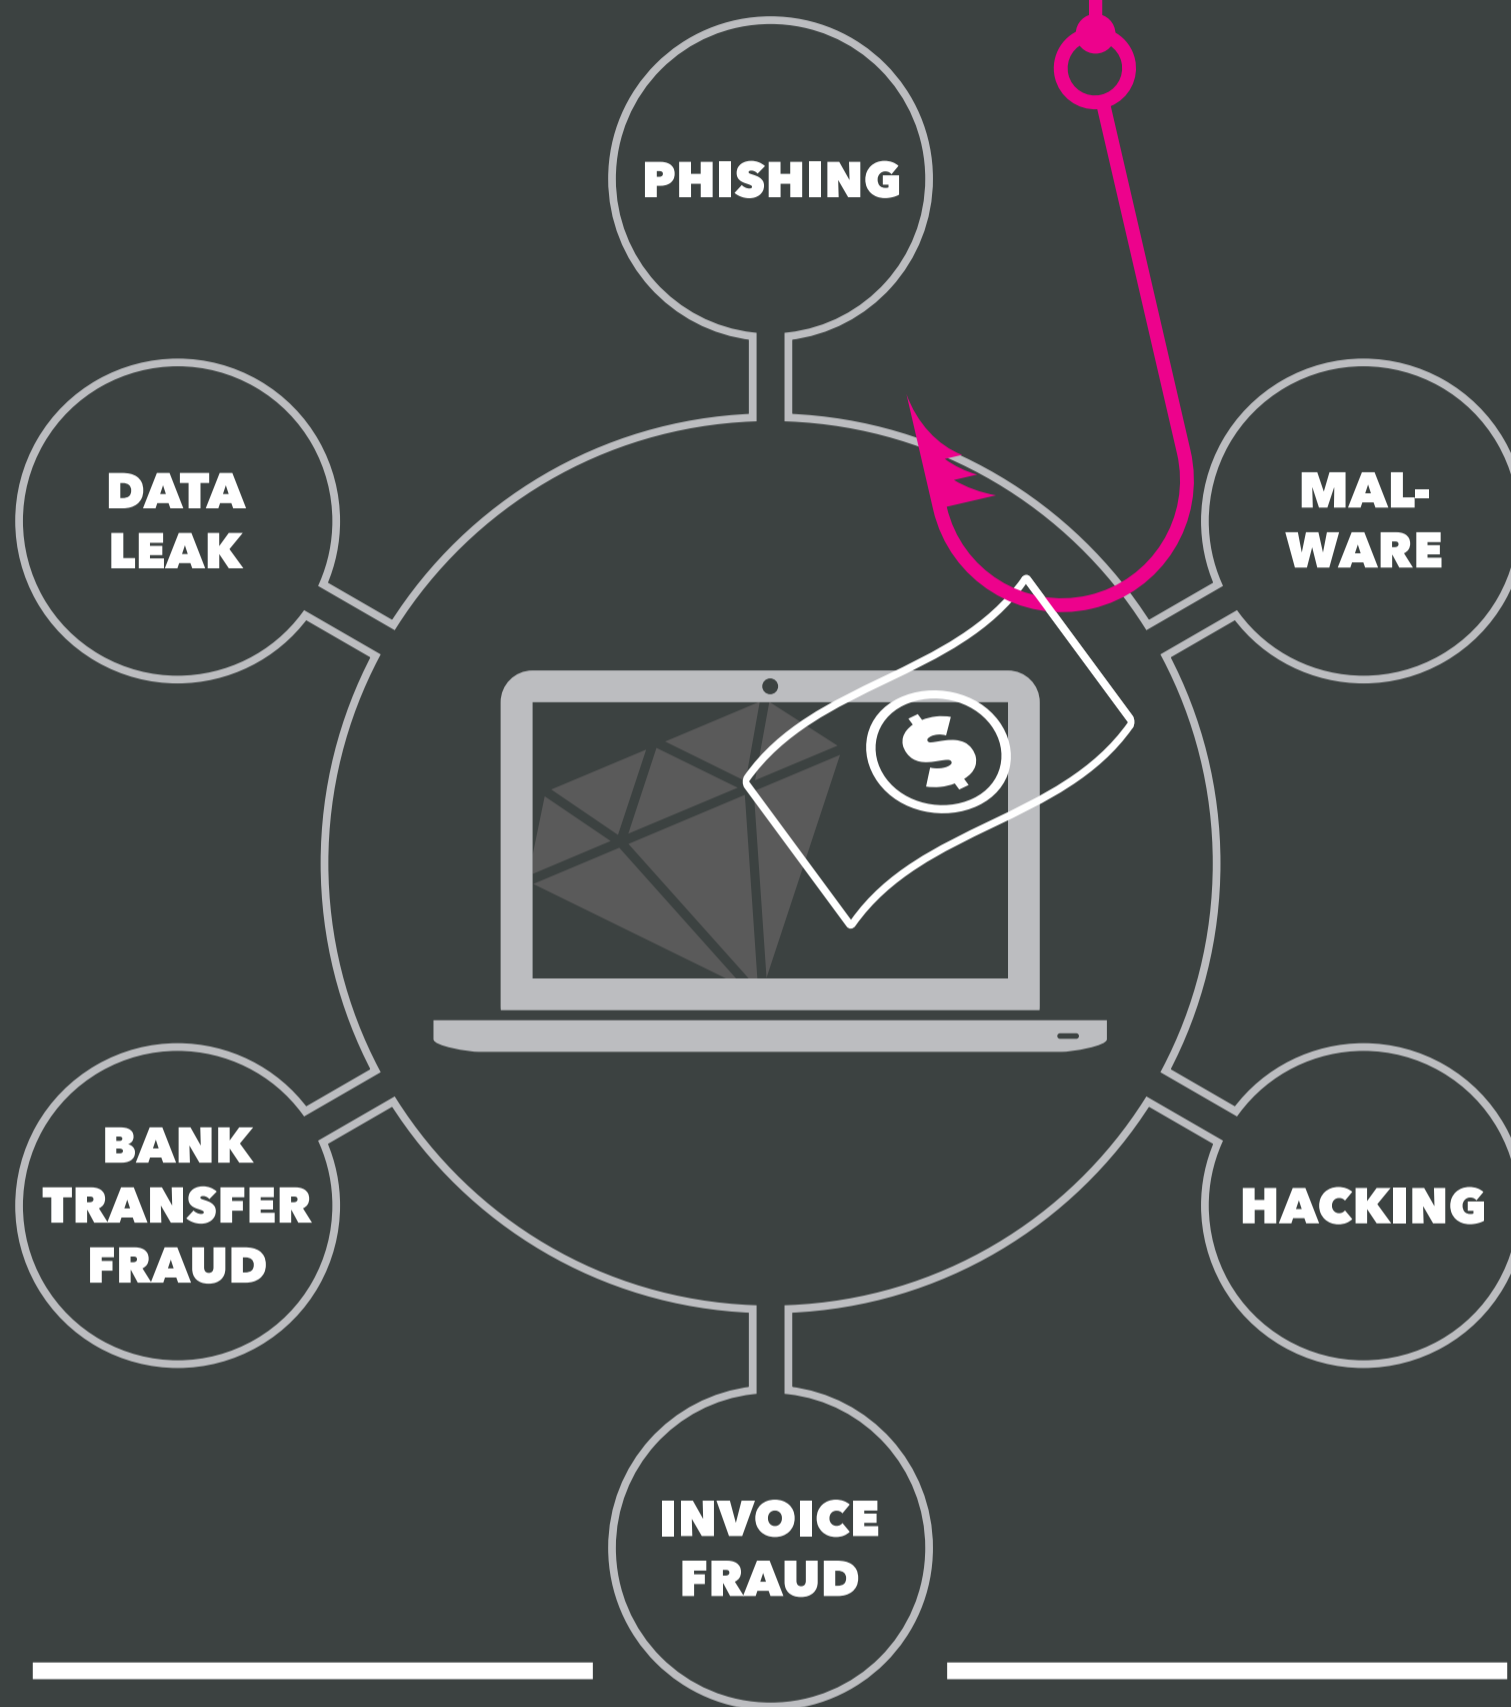 PHISHING
DATA
LEAK
MAL-
WARE
$
BANK
TRANSFER
FRAUD
HACKING
INVOICE
FRAUD